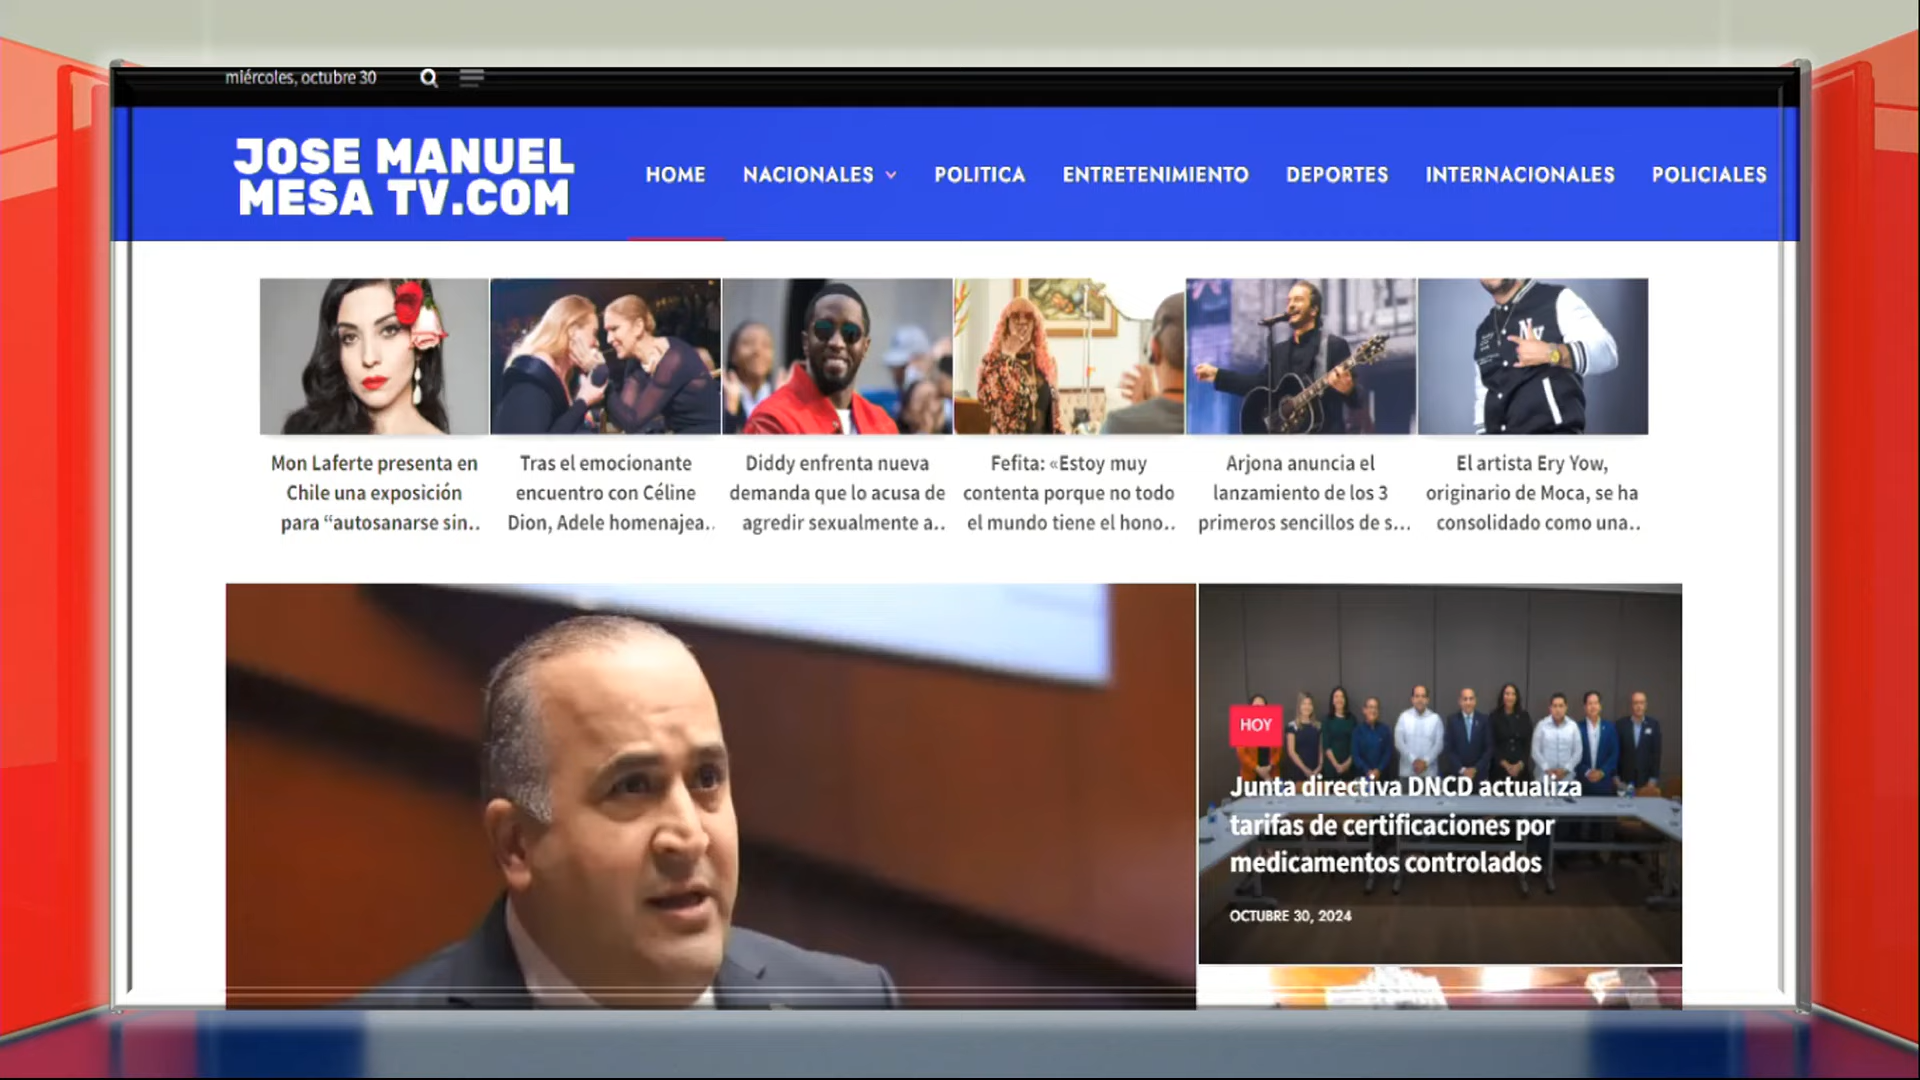 miércoles, octubre 30
JOSE MANUEL
MESA TV.COM
HOME NACIONALES POLITICA ENTRETENIMIENTO DEPORTES INTERNACIONALES POLICIALES
Mon Laferte presenta en
Chile una exposición
para “autosanarse sin..
Tras el emocionante
encuentro con Céline
Dion, Adele homenajea..
Diddy enfrenta nueva
demanda que lo acusa de
agredir sexualmente a..
Fefita: «Estoy muy
contenta porque no todo
el mundo tiene el hono..
Arjona anuncia el
lanzamiento de los 3
primeros sencillos de s...
NY
El artista Ery Yow,
originario de Moca, se ha
consolidado como una..
HOY
Junta directiva DNCD actualiza
tarifas de certificaciones por
medicamentos controlados
OCTUBRE 30, 2024